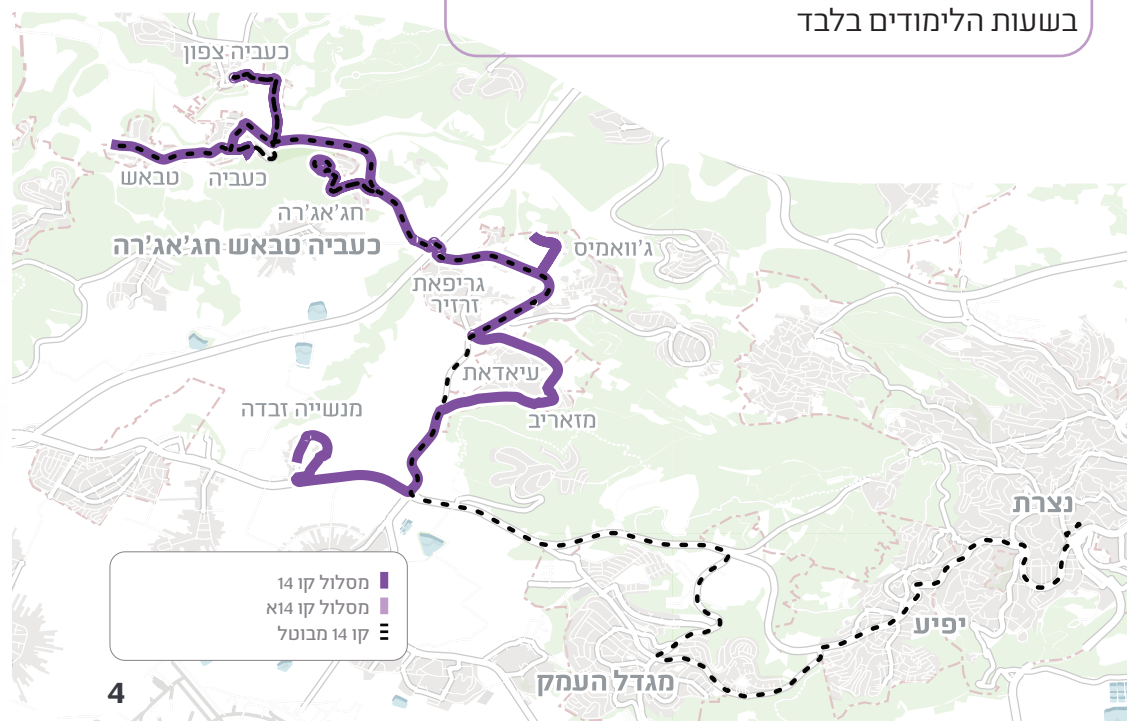 בשעות הלימודים בלבד
כעביה צפון
טבאש
כעביה
חג'אג'רה
כעביה טבאש חג'אג'רה
ג'וואמיס
גריפאת
זרזיר
עיאדאת
מזאריב
מנשייה זבדה
נצרת
יפיע
מגדל העמק
מסלול קו 14
מסלול קו 14א
קו 14 מבוטל
4